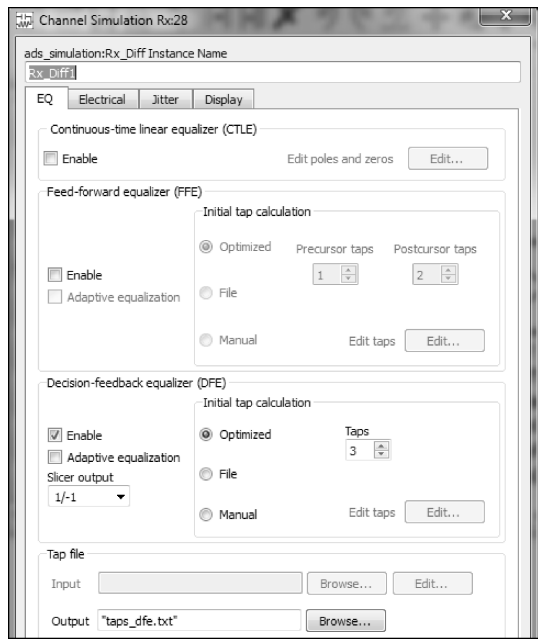 Channel Simulation Rx:28
ads_simulation:Rx_Diff Instance Name
Rx_Diff1
EQ Electrical Jitter Display
Continuous-time linear equalizer (CTLE)
Enable Edit poles and zeros Edit...
Feed-forward equalizer (FFE)
Initial tap calculation
Optimized Precursor taps Postcursor taps
1 2
Enable
Adaptive equalization
File
Manual Edit taps Edit...
Decision-feedback equalizer (DFE)
Initial tap calculation
Enable Optimized Taps
3
Adaptive equalization
File
Slicer output
1/-1
Manual Edit taps Edit...
Tap file
Input Browse... Edit...
Output "taps_dfe.txt" Browse...